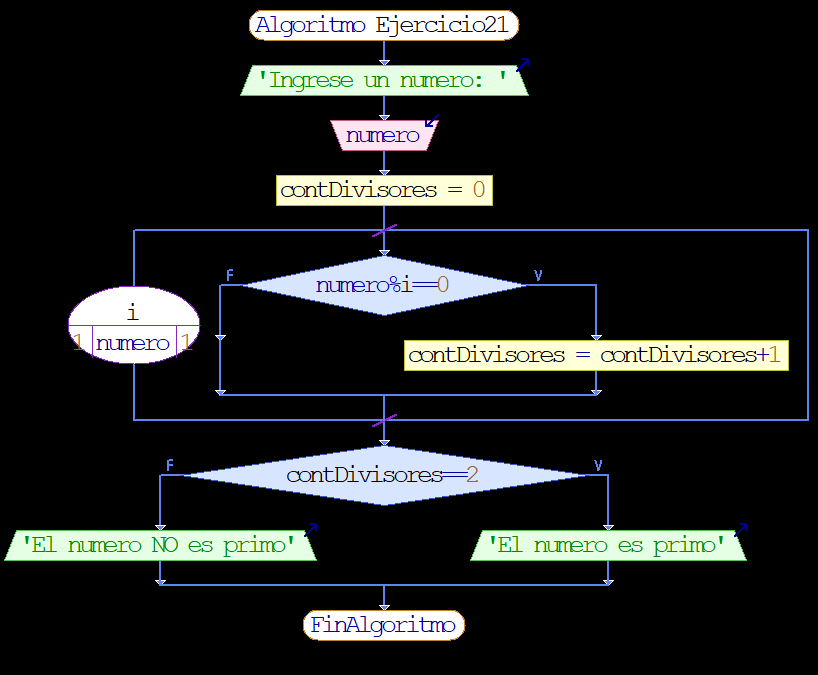 Algoritmo Ejercicio21
'Ingrese un numero: '
numero
contDivisores = 0
F
V
numero%i==0
i
1 numero 1
contDivisores = contDivisores+1
F
V
contDivisores==2
'El numero NO es primo'
'El numero es primo'
FinAlgoritmo